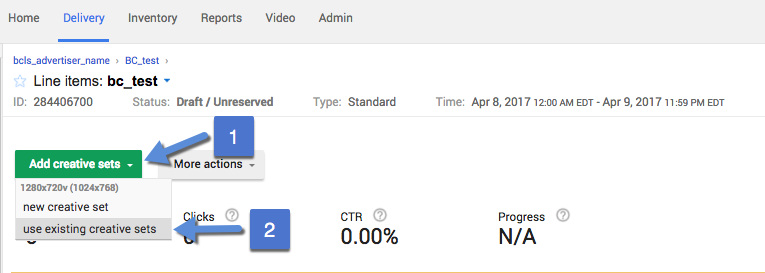 Home Delivery Inventory Reports Video Admin
bcls_advertiser_name › BC_test ›
Line items: bc_test
ID: 284406700 Status: Draft / Unreserved Type: Standard Time: Apr 8, 2017 12:00 AM EDT - Apr 9, 2017 11:59 PM EDT
1
Add creative sets More actions
1280x720v (1024x768)
new creative set
Clicks ? CTR ? Progress ?
use existing creative sets 2
0.00% N/A